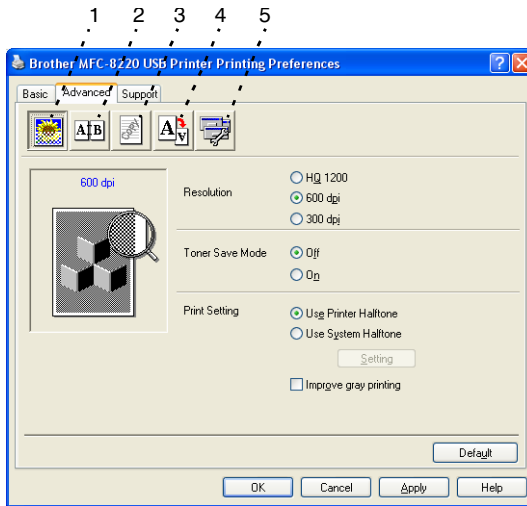 1 2 3 4 5
Brother MFC-8220 USB Printer Printing Preferences
Basic Advanced Support
A B copy A A
600 dpi
Resolution
HQ 1200
600 dpi
300 dpi
Toner Save Mode
Off
On
Print Setting
Use Printer Halftone
Use System Halftone
Setting
Improve gray printing
Default
OK Cancel Apply Help